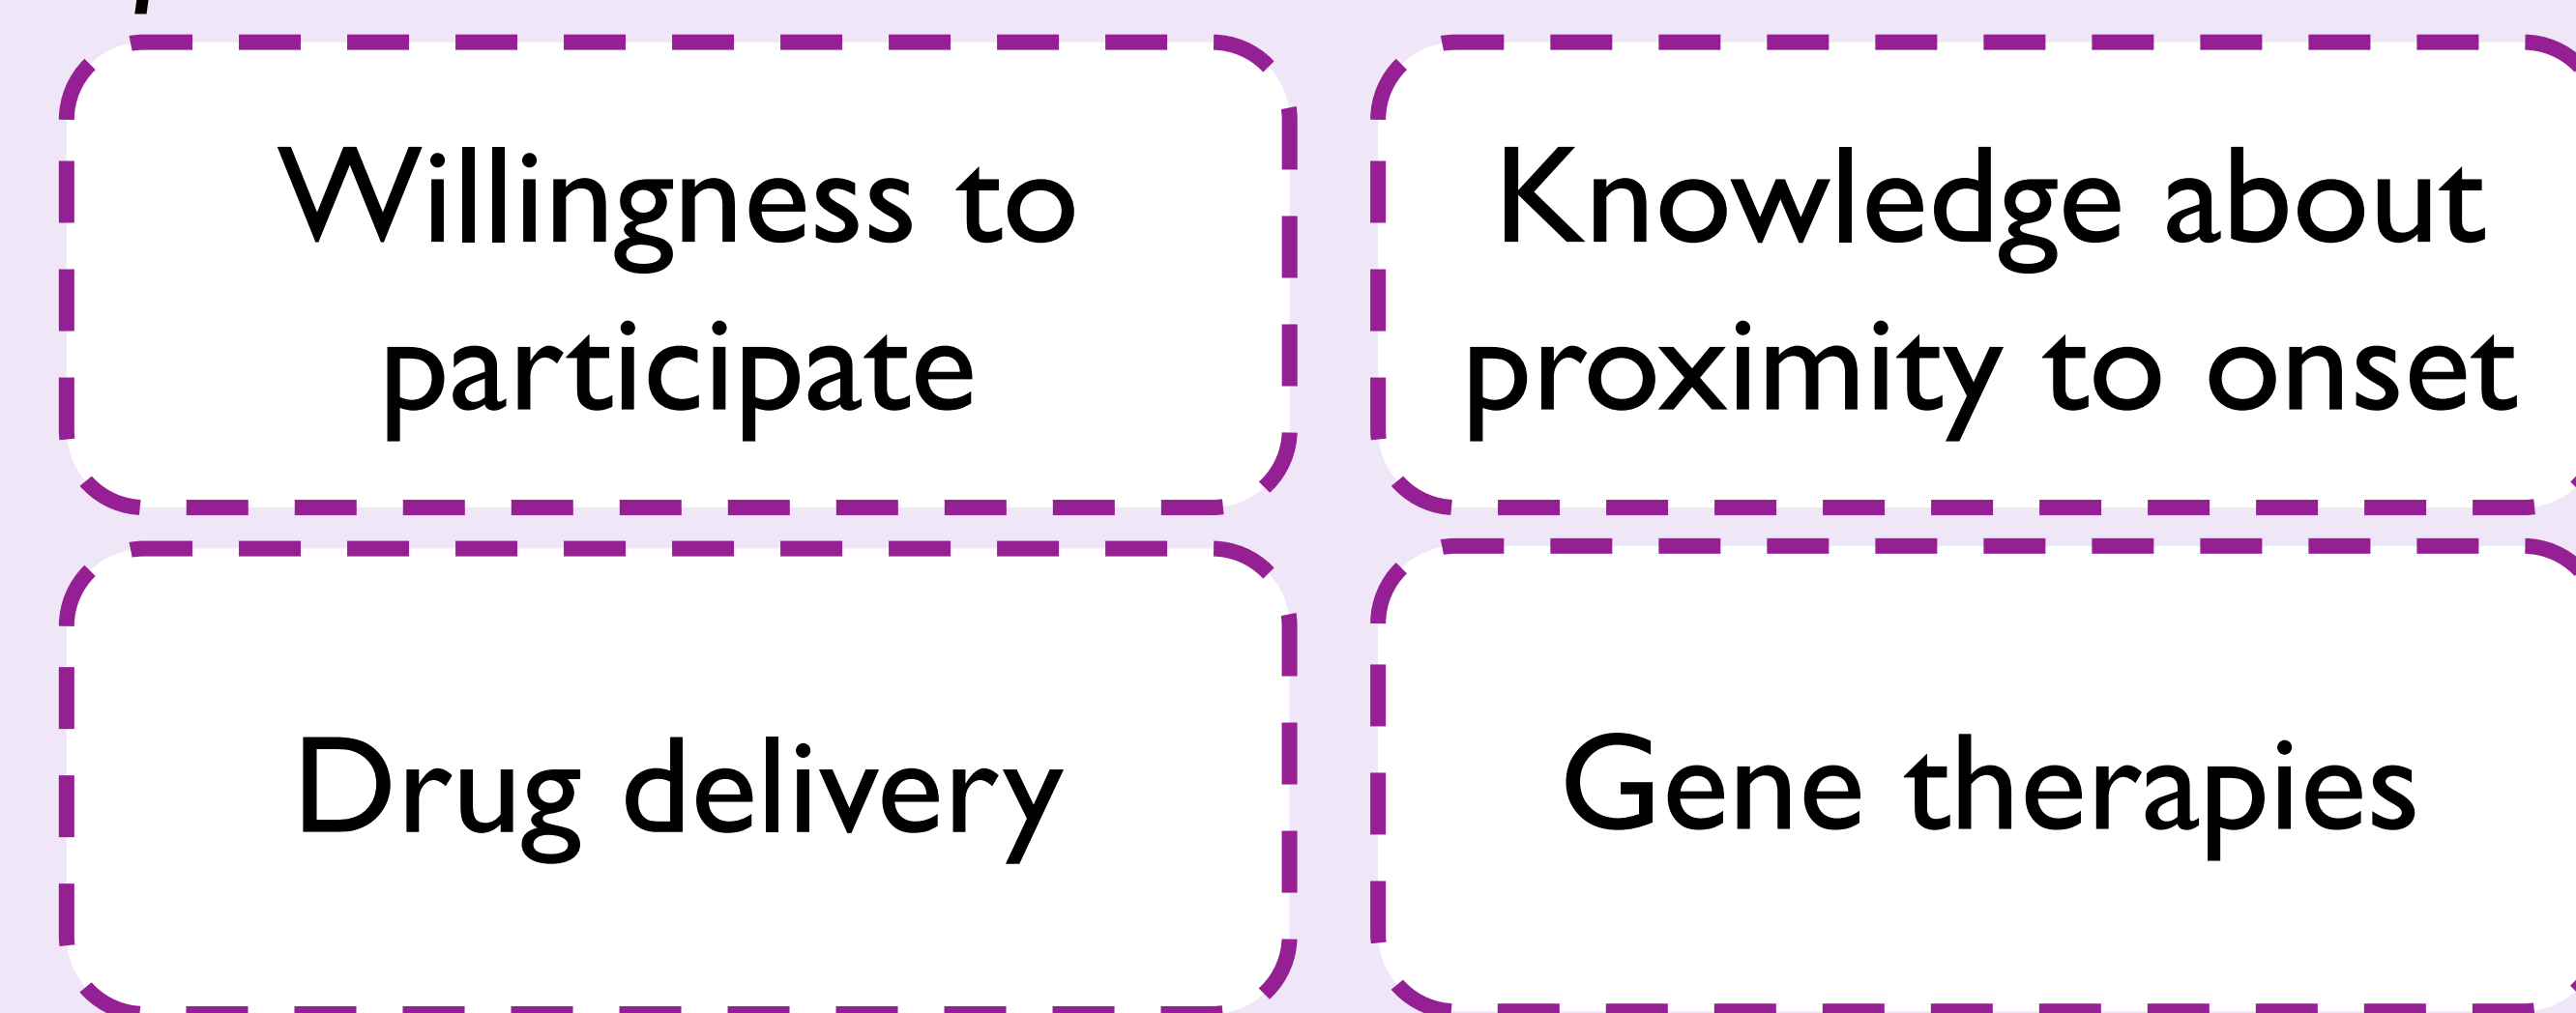 Willingness to
participate
Knowledge about
proximity to onset
Drug delivery
Gene therapies